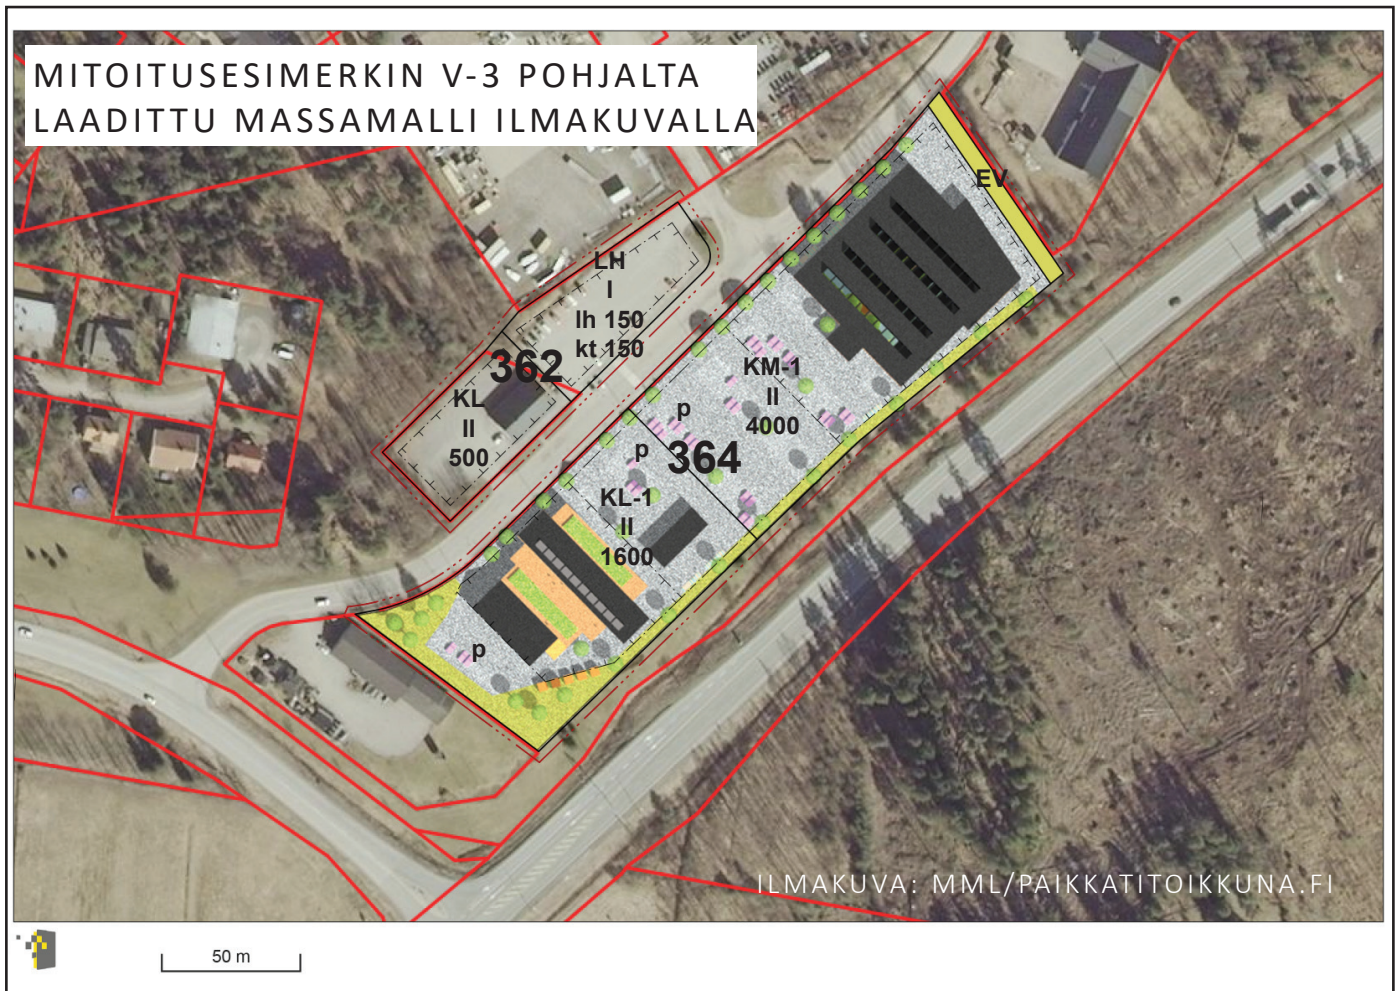 MITOITUSESIMERKIN V-3 POHJALTA
LAADITTU MASSAMALLI ILMAKUVALLA
EV
LH
I
lh 150
kt 150
362
KL
II
500
KM-1
II
4000
p
364
p
KL-1
II
1600
p
ILMAKUVA: MML/PAIKKATITOIKKUNA.FI
50 m